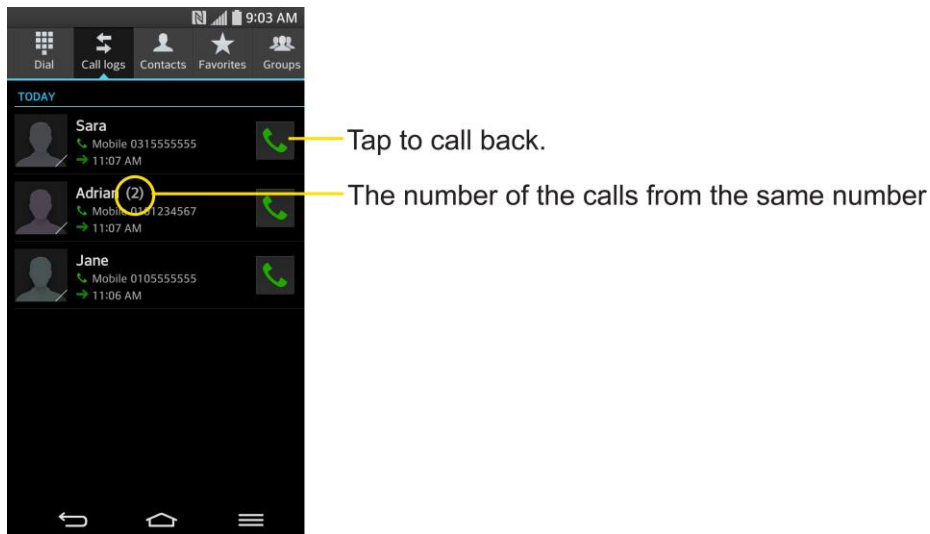 9:03 AM
Dial Call logs Contacts Favorites Groups
TODAY
Sara
Mobile 0315555555
11:07 AM
Tap to call back.
Adrian (2)
Mobile 0101234567
11:07 AM
The number of the calls from the same number
Jane
Mobile 0105555555
11:06 AM